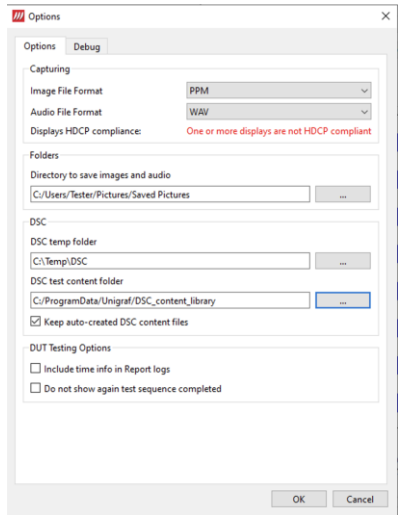 Options
Options Debug
Capturing
Image File Format PPM
Audio File Format WAV
Displays HDCP compliance: One or more displays are not HDCP compliant
Folders
Directory to save images and audio
C:/Users/Tester/Pictures/Saved Pictures ...
DSC
DSC temp folder
C:\Temp\DSC ...
DSC test content folder
C:/ProgramData/Unigraf/DSC_content_library ...
Keep auto-created DSC content files
DUT Testing Options
Include time info in Report logs
Do not show again test sequence completed
OK Cancel